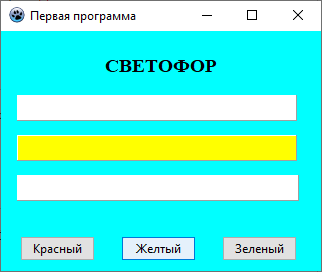 Первая программа
СВЕТОФОР
Красный Желтый Зеленый